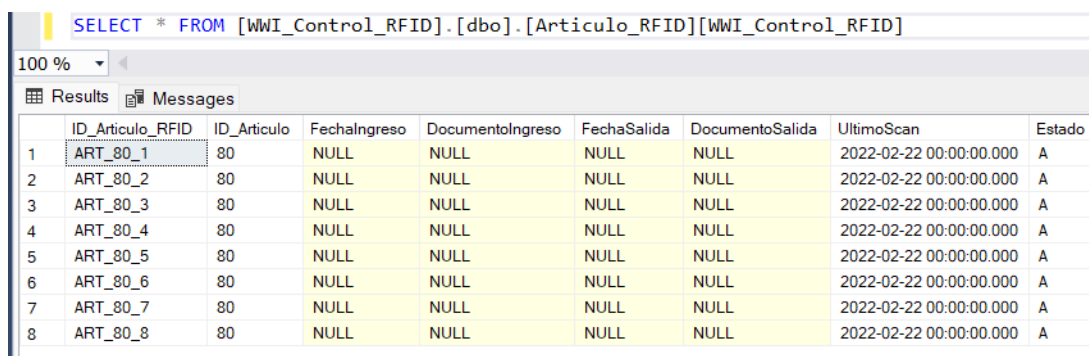 SELECT * FROM [WWI_Control_RFID].[dbo].[Articulo_RFID][WWI_Control_RFID]
100 %
Results Messages
ID_Articulo_RFID ID_Articulo FechaIngreso DocumentoIngreso FechaSalida DocumentoSalida UltimoScan Estado
1 ART_80_1 80 NULL NULL NULL NULL 2022-02-22 00:00:00.000 A
2 ART_80_2 80 NULL NULL NULL NULL 2022-02-22 00:00:00.000 A
3 ART_80_3 80 NULL NULL NULL NULL 2022-02-22 00:00:00.000 A
4 ART_80_4 80 NULL NULL NULL NULL 2022-02-22 00:00:00.000 A
5 ART_80_5 80 NULL NULL NULL NULL 2022-02-22 00:00:00.000 A
6 ART_80_6 80 NULL NULL NULL NULL 2022-02-22 00:00:00.000 A
7 ART_80_7 80 NULL NULL NULL NULL 2022-02-22 00:00:00.000 A
8 ART_80_8 80 NULL NULL NULL NULL 2022-02-22 00:00:00.000 A